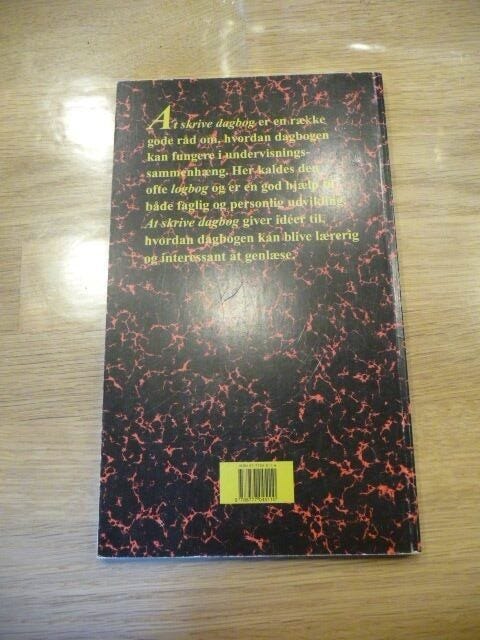 At skrive dagbog er en række
gode råd om, hvordan dagbogen
kan fungere i undervisnings-
sammenhæng. Her kaldes den
ofte logbog og er en god hjælp til
både faglig og personlig udvikling.
At skrive dagbog giver idéer til,
hvordan dagbogen kan blive lærerig
og interessant at genlæse.